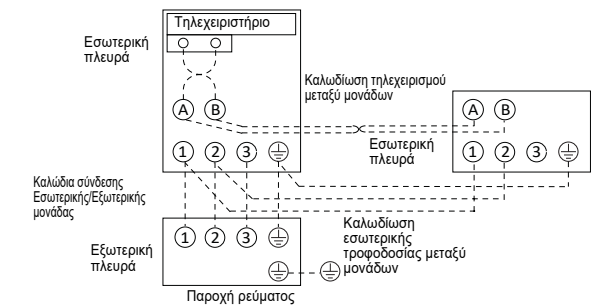 Τηλεχειριστήριο
Εσωτερική
πλευρά
Καλωδίωση τηλεχειρισμού
μεταξύ μονάδων
A B
A B
Εσωτερική
πλευρά
1 2 3
1 2 3
Καλώδια σύνδεσης
Εσωτερικής/Εξωτερικής
μονάδας
1 2 3
Εξωτερική
πλευρά
Καλωδίωση
εσωτερικής
τροφοδοσίας μεταξύ
μονάδων
Παροχή ρεύματος